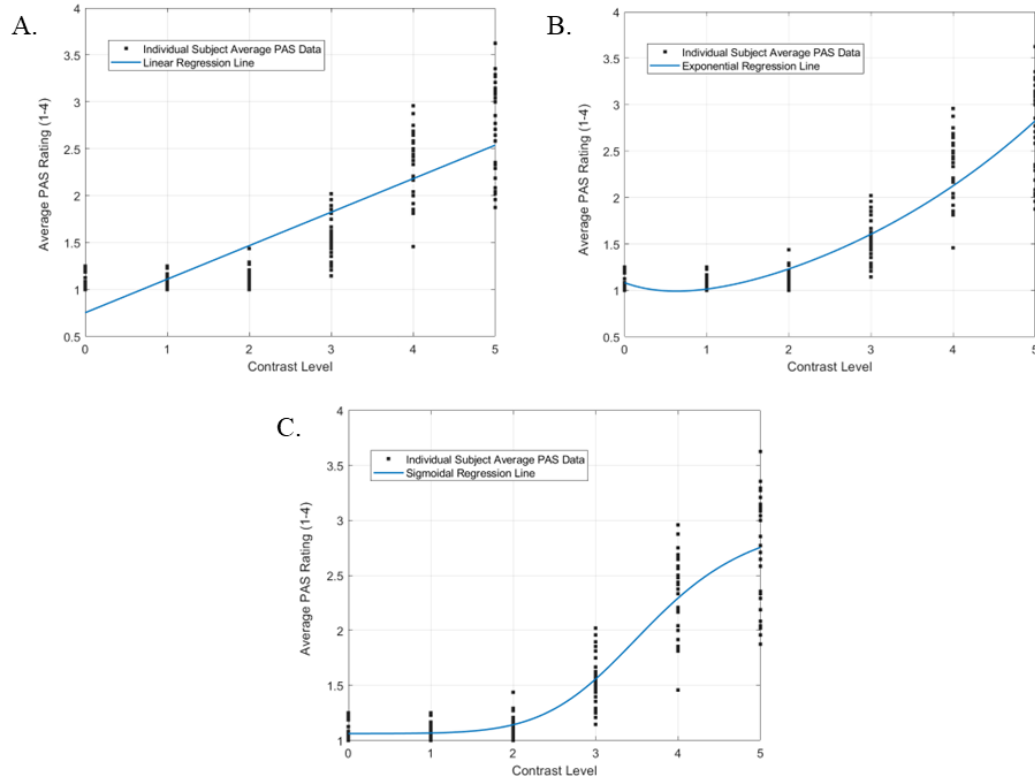 A.
4
3.5
3
2.5
2
1.5
1
0.5
Average PAS Rating (1-4)
Individual Subject Average PAS Data
Linear Regression Line
0 1 2 3 4 5
Contrast Level
B.
4
3.5
3
2.5
2
1.5
1
0.5
Average PAS Rating (1-4)
Individual Subject Average PAS Data
Exponential Regression Line
0 1 2 3 4 5
Contrast Level
C.
4
3.5
3
2.5
2
1.5
1
Average PAS Rating (1-4)
Individual Subject Average PAS Data
Sigmoidal Regression Line
0 1 2 3 4 5
Contrast Level